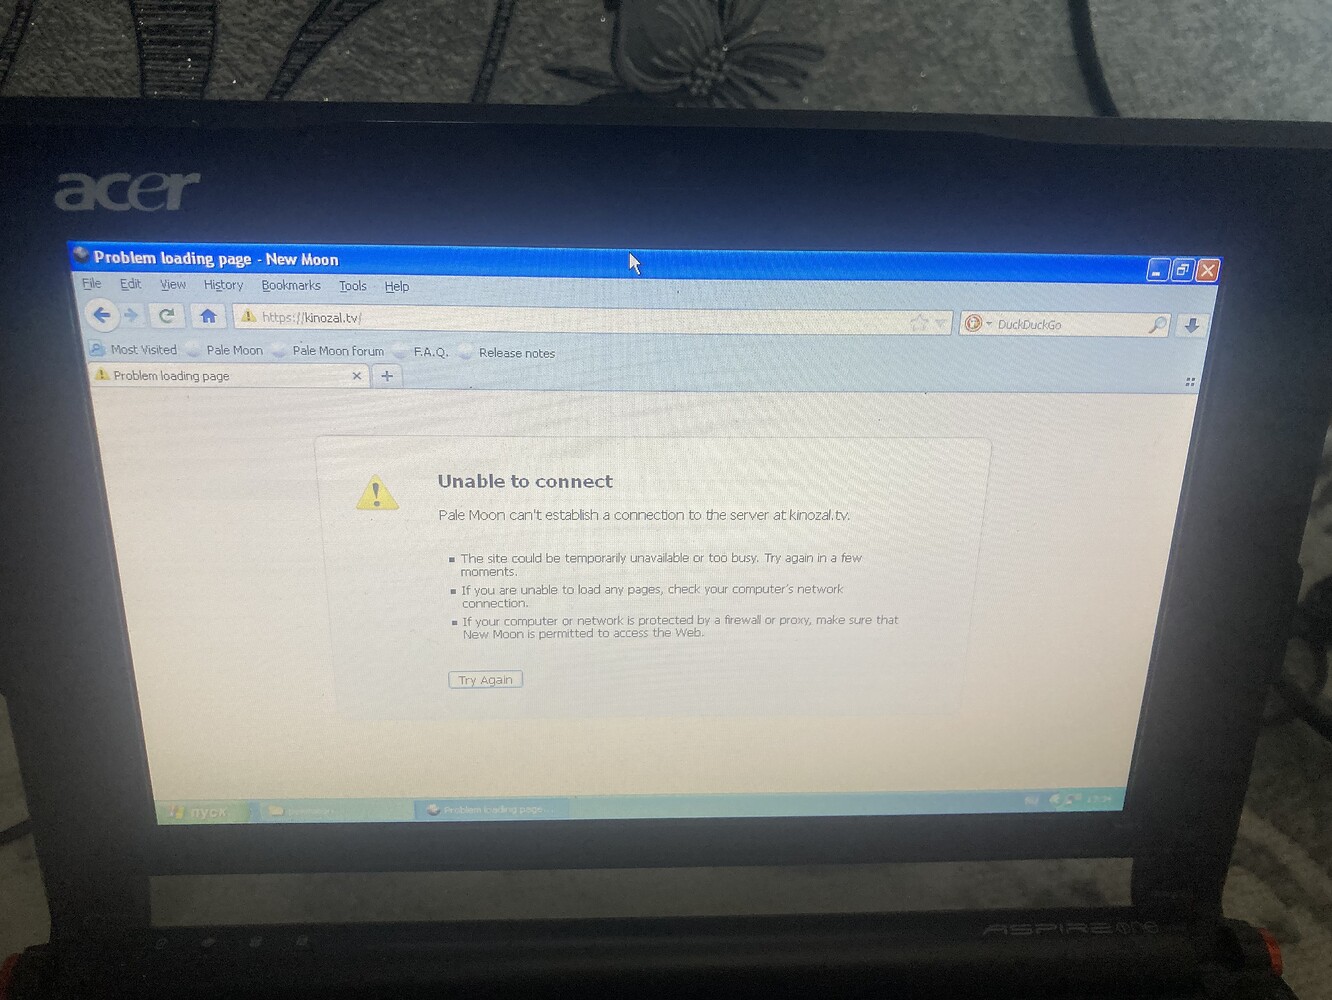 acer
Problem loading page - New Moon
File Edit View History Bookmarks Tools Help
https://kinozal.tv/
DuckDuckGo
Most Visited Pale Moon Pale Moon forum F.A.Q. Release notes
Problem loading page
Unable to connect
Pale Moon can't establish a connection to the server at kinozal.tv.
The site could be temporarily unavailable or too busy. Try again in a few
moments.
If you are unable to load any pages, check your computer's network
connection.
If your computer or network is protected by a firewall or proxy, make sure that
New Moon is permitted to access the Web.
Try Again
пуск Problem loading page -
ASPIRE one